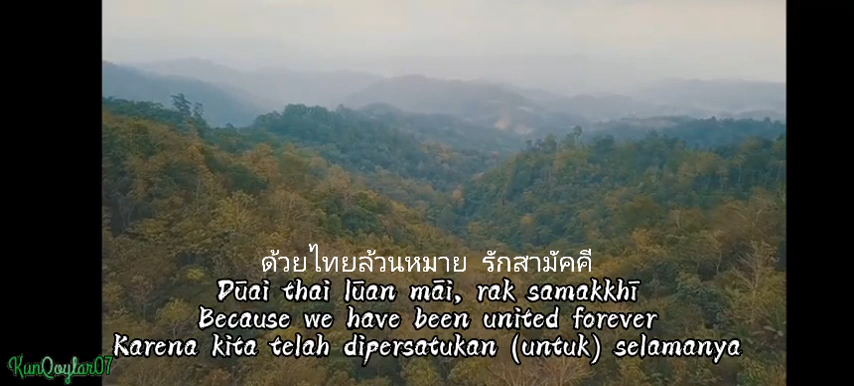 ด้วยไทยล้วนหมาย รักสามัคคี
Dūai thai lūan māi, rak samakkhī
Because we have been united forever
Karena kita telah dipersatukan (untuk) selamanya
KunQoylar07